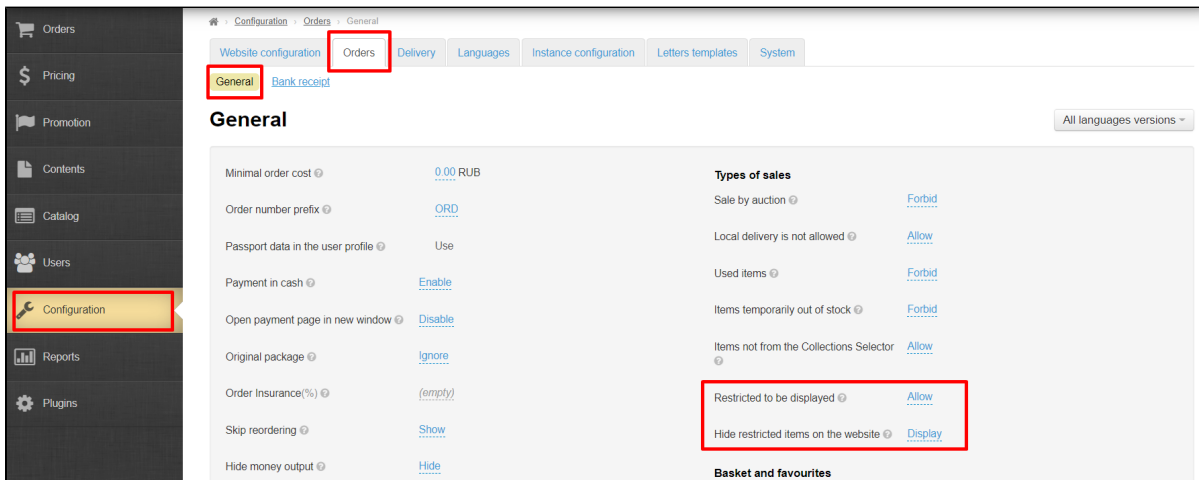 Orders
Pricing
Promotion
Contents
Catalog
Users
Configuration
Reports
Plugins
Configuration › Orders › General
Website configuration Orders Delivery Languages Instance configuration Letters templates System
General Bank receipt
General
All languages versions
Minimal order cost 0.00 RUB
Order number prefix ORD
Passport data in the user profile Use
Payment in cash Enable
Open payment page in new window Disable
Original package Ignore
Order Insurance(%) (empty)
Skip reordering Show
Hide money output Hide
Types of sales
Sale by auction Forbid
Local delivery is not allowed Allow
Used items Forbid
Items temporarily out of stock Forbid
Items not from the Collections Selector Allow
Restricted to be displayed Allow
Hide restricted items on the website Display
Basket and favourites